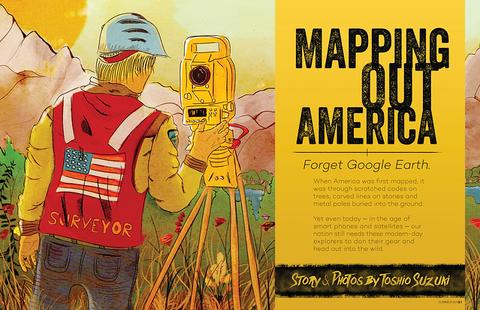 MAPPING
OUT
AMERICA
Forget Google Earth.
When America was first mapped, it
was through scratched codes on
trees, carved lines on stones and
metal poles buried into the ground.
Yet even today – in the age of
smart phones and satellites – our
nation still needs these modern-day
explorers to don their gear and
head out into the wild.
STORY & PHOTOS BY TOSHIO SUZUKI
SURVEYOR